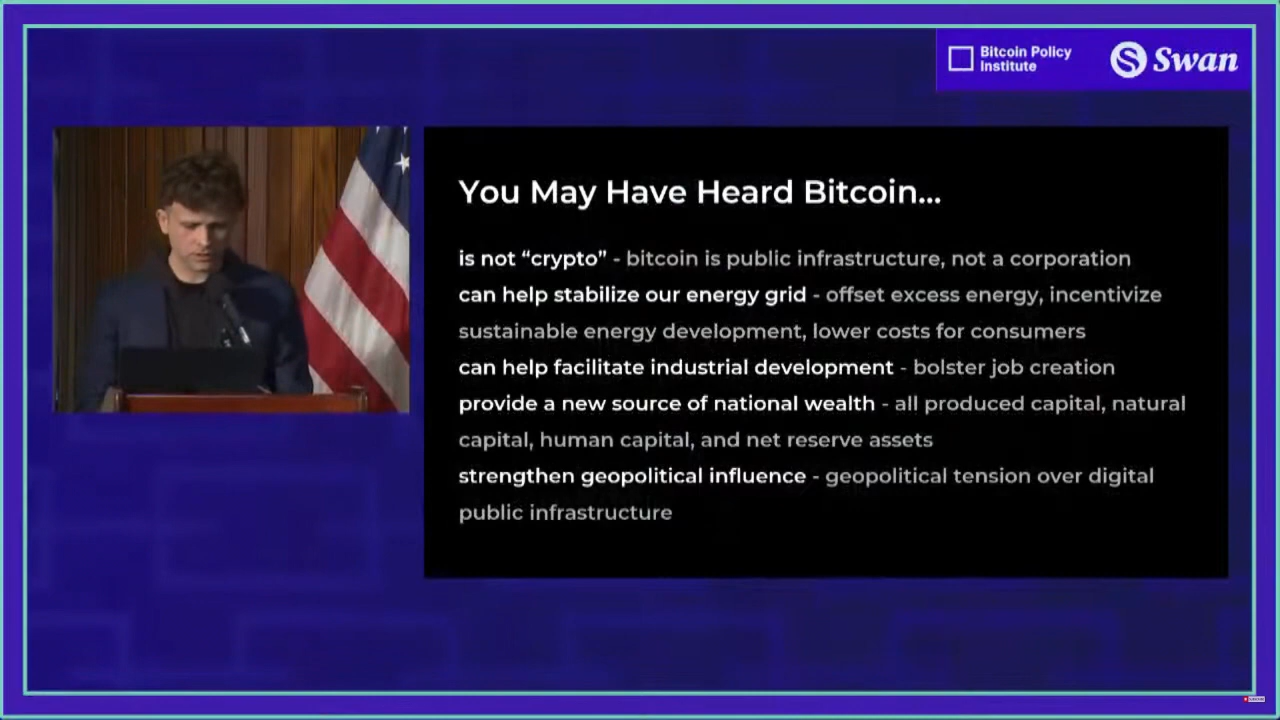 Bitcoin Policy
Institute
Swan
You May Have Heard Bitcoin...
is not “crypto” - bitcoin is public infrastructure, not a corporation
can help stabilize our energy grid - offset excess energy, incentivize
sustainable energy development, lower costs for consumers
can help facilitate industrial development - bolster job creation
provide a new source of national wealth - all produced capital, natural
capital, human capital, and net reserve assets
strengthen geopolitical influence - geopolitical tension over digital
public infrastructure